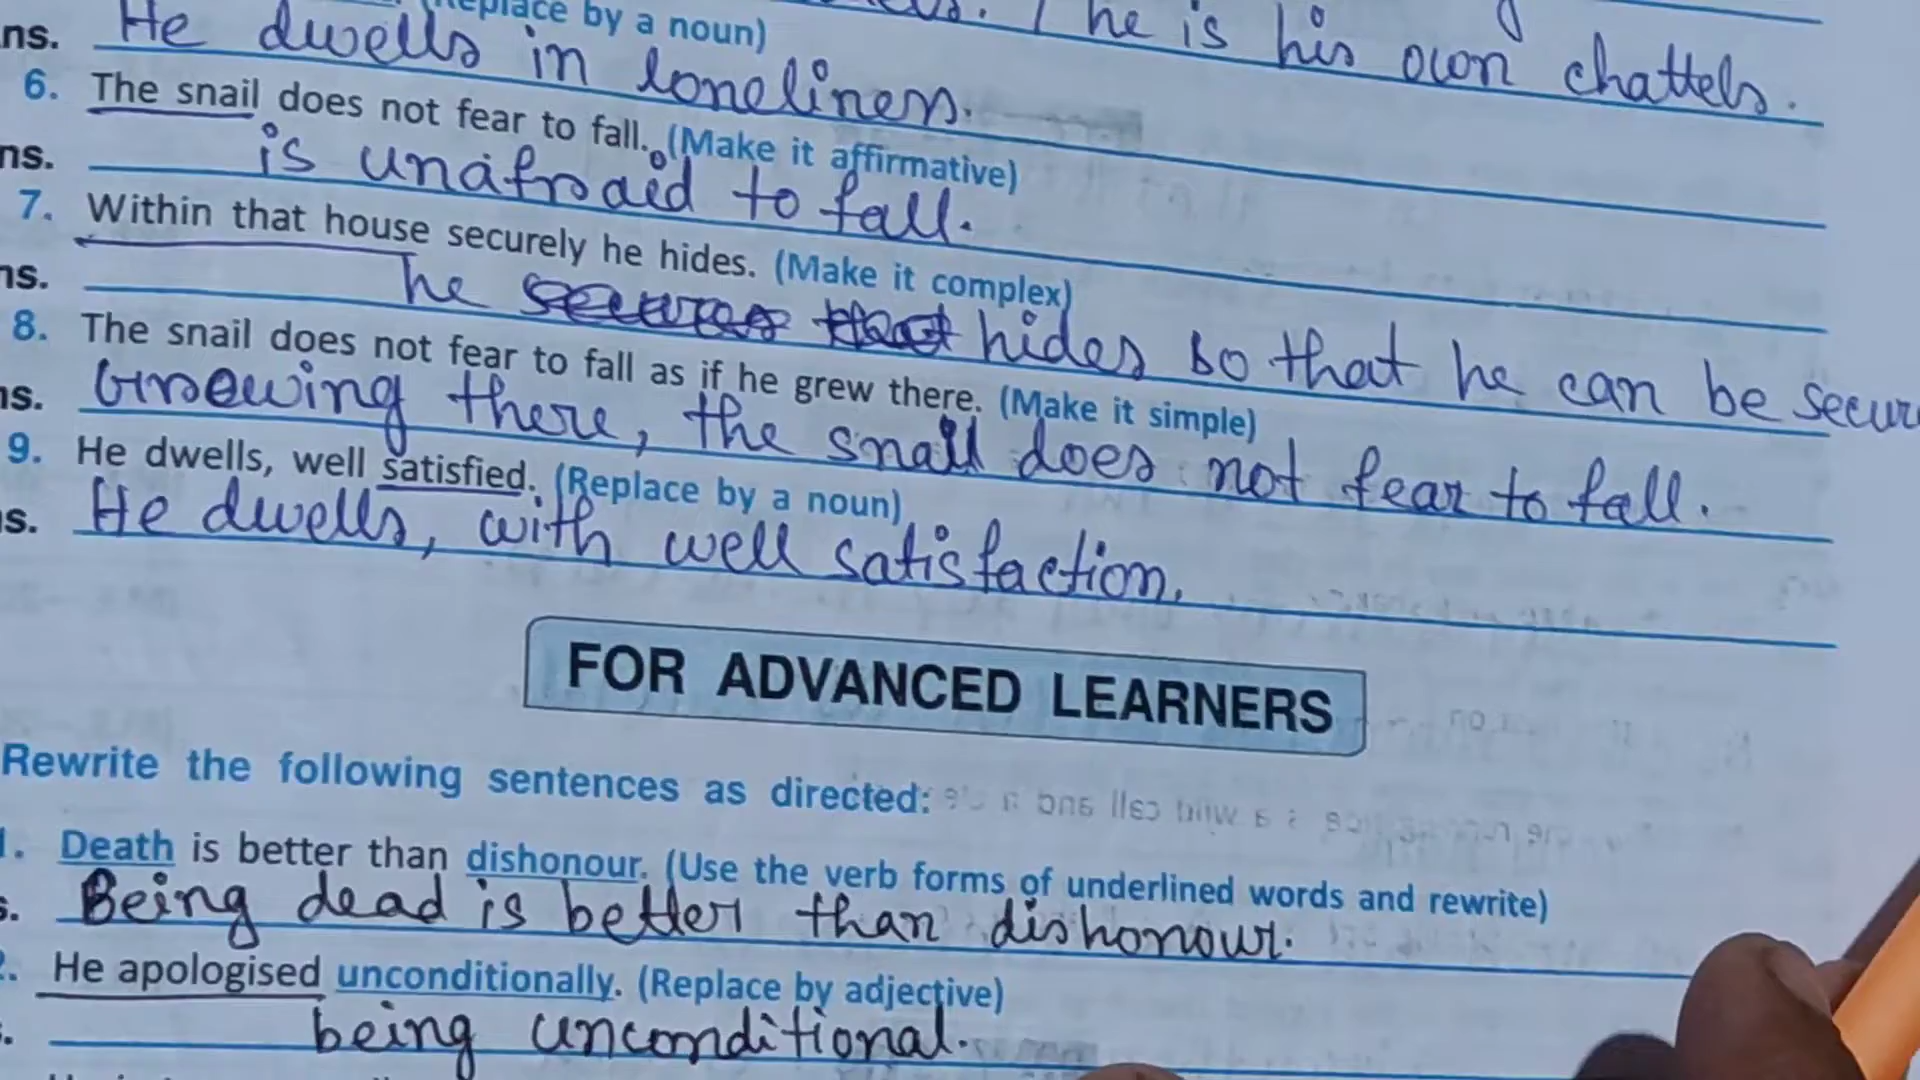 (Replace by a noun)
he is his own chattels.
ns. He dwells in loneliness.
6. The snail does not fear to fall. (Make it affirmative)
ns. is unafraid to fall.
7. Within that house securely he hides. (Make it complex)
ns. he hides so that he can be secur
8. The snail does not fear to fall as if he grew there. (Make it simple)
ns. Growing there, the snail does not fear to fall.
9. He dwells, well satisfied. (Replace by a noun)
s. He dwells, with well satisfaction.
FOR ADVANCED LEARNERS
Rewrite the following sentences as directed:
1. Death is better than dishonour. (Use the verb forms of underlined words and rewrite)
s. Being dead is better than dishonour.
2. He apologised unconditionally. (Replace by adjective)
being unconditional.